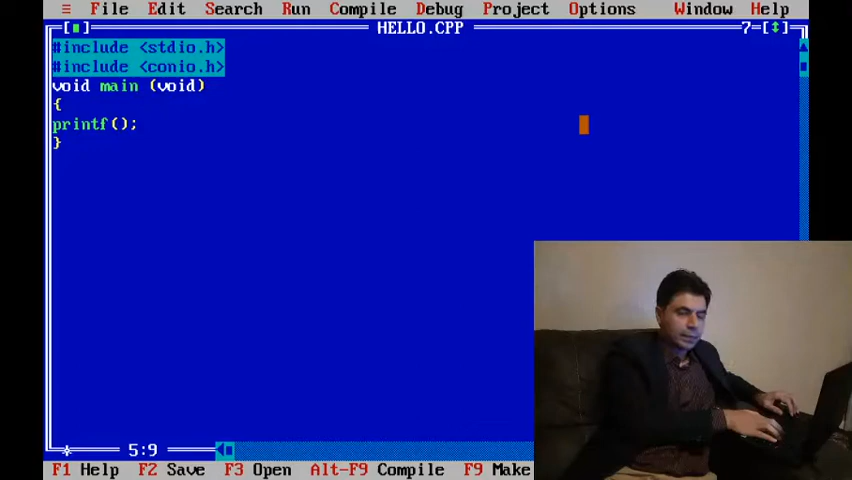 ≡ File Edit Search Run Compile Debug Project Options Window Help
HELLO.CPP 7
#include <stdio.h>
#include <conio.h>
void main (void)
{
printf();
}
5:9
F1 Help F2 Save F3 Open Alt-F9 Compile F9 Make